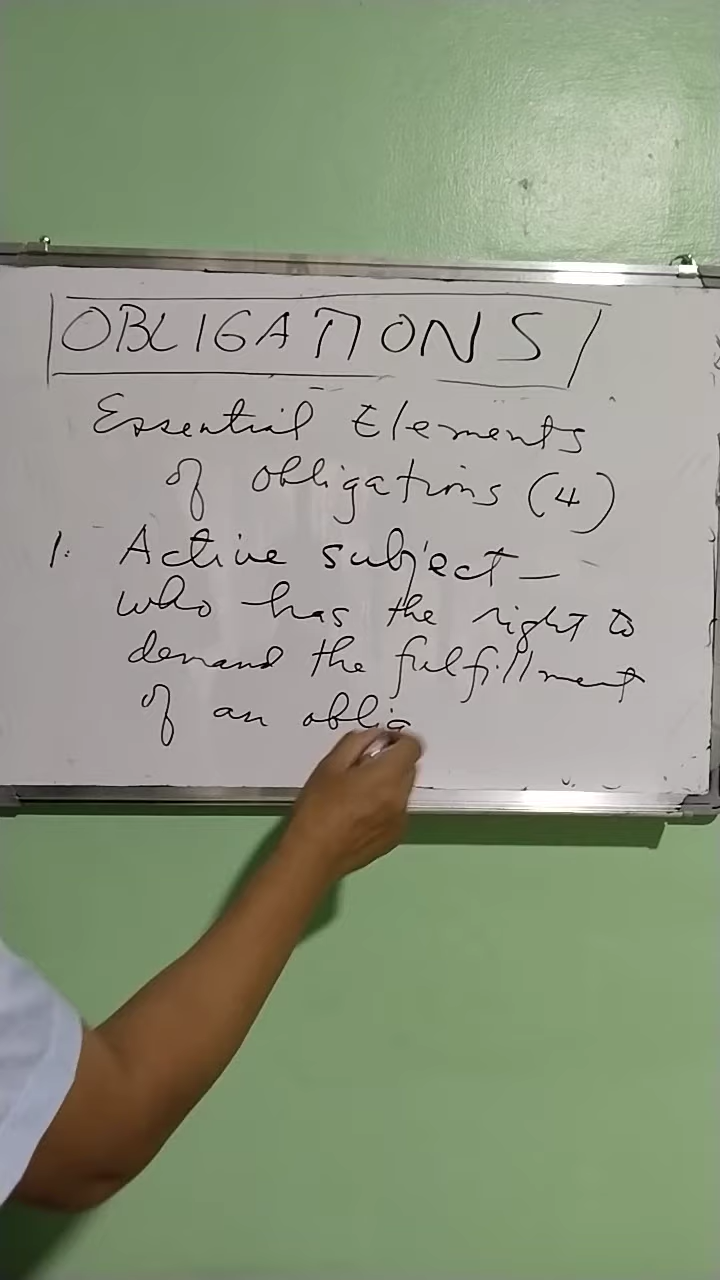 OBLIGATIONS
Essential Elements
of obligations (4)
1. Active subject -
who has the right to
demand the fulfillment
of an oblig